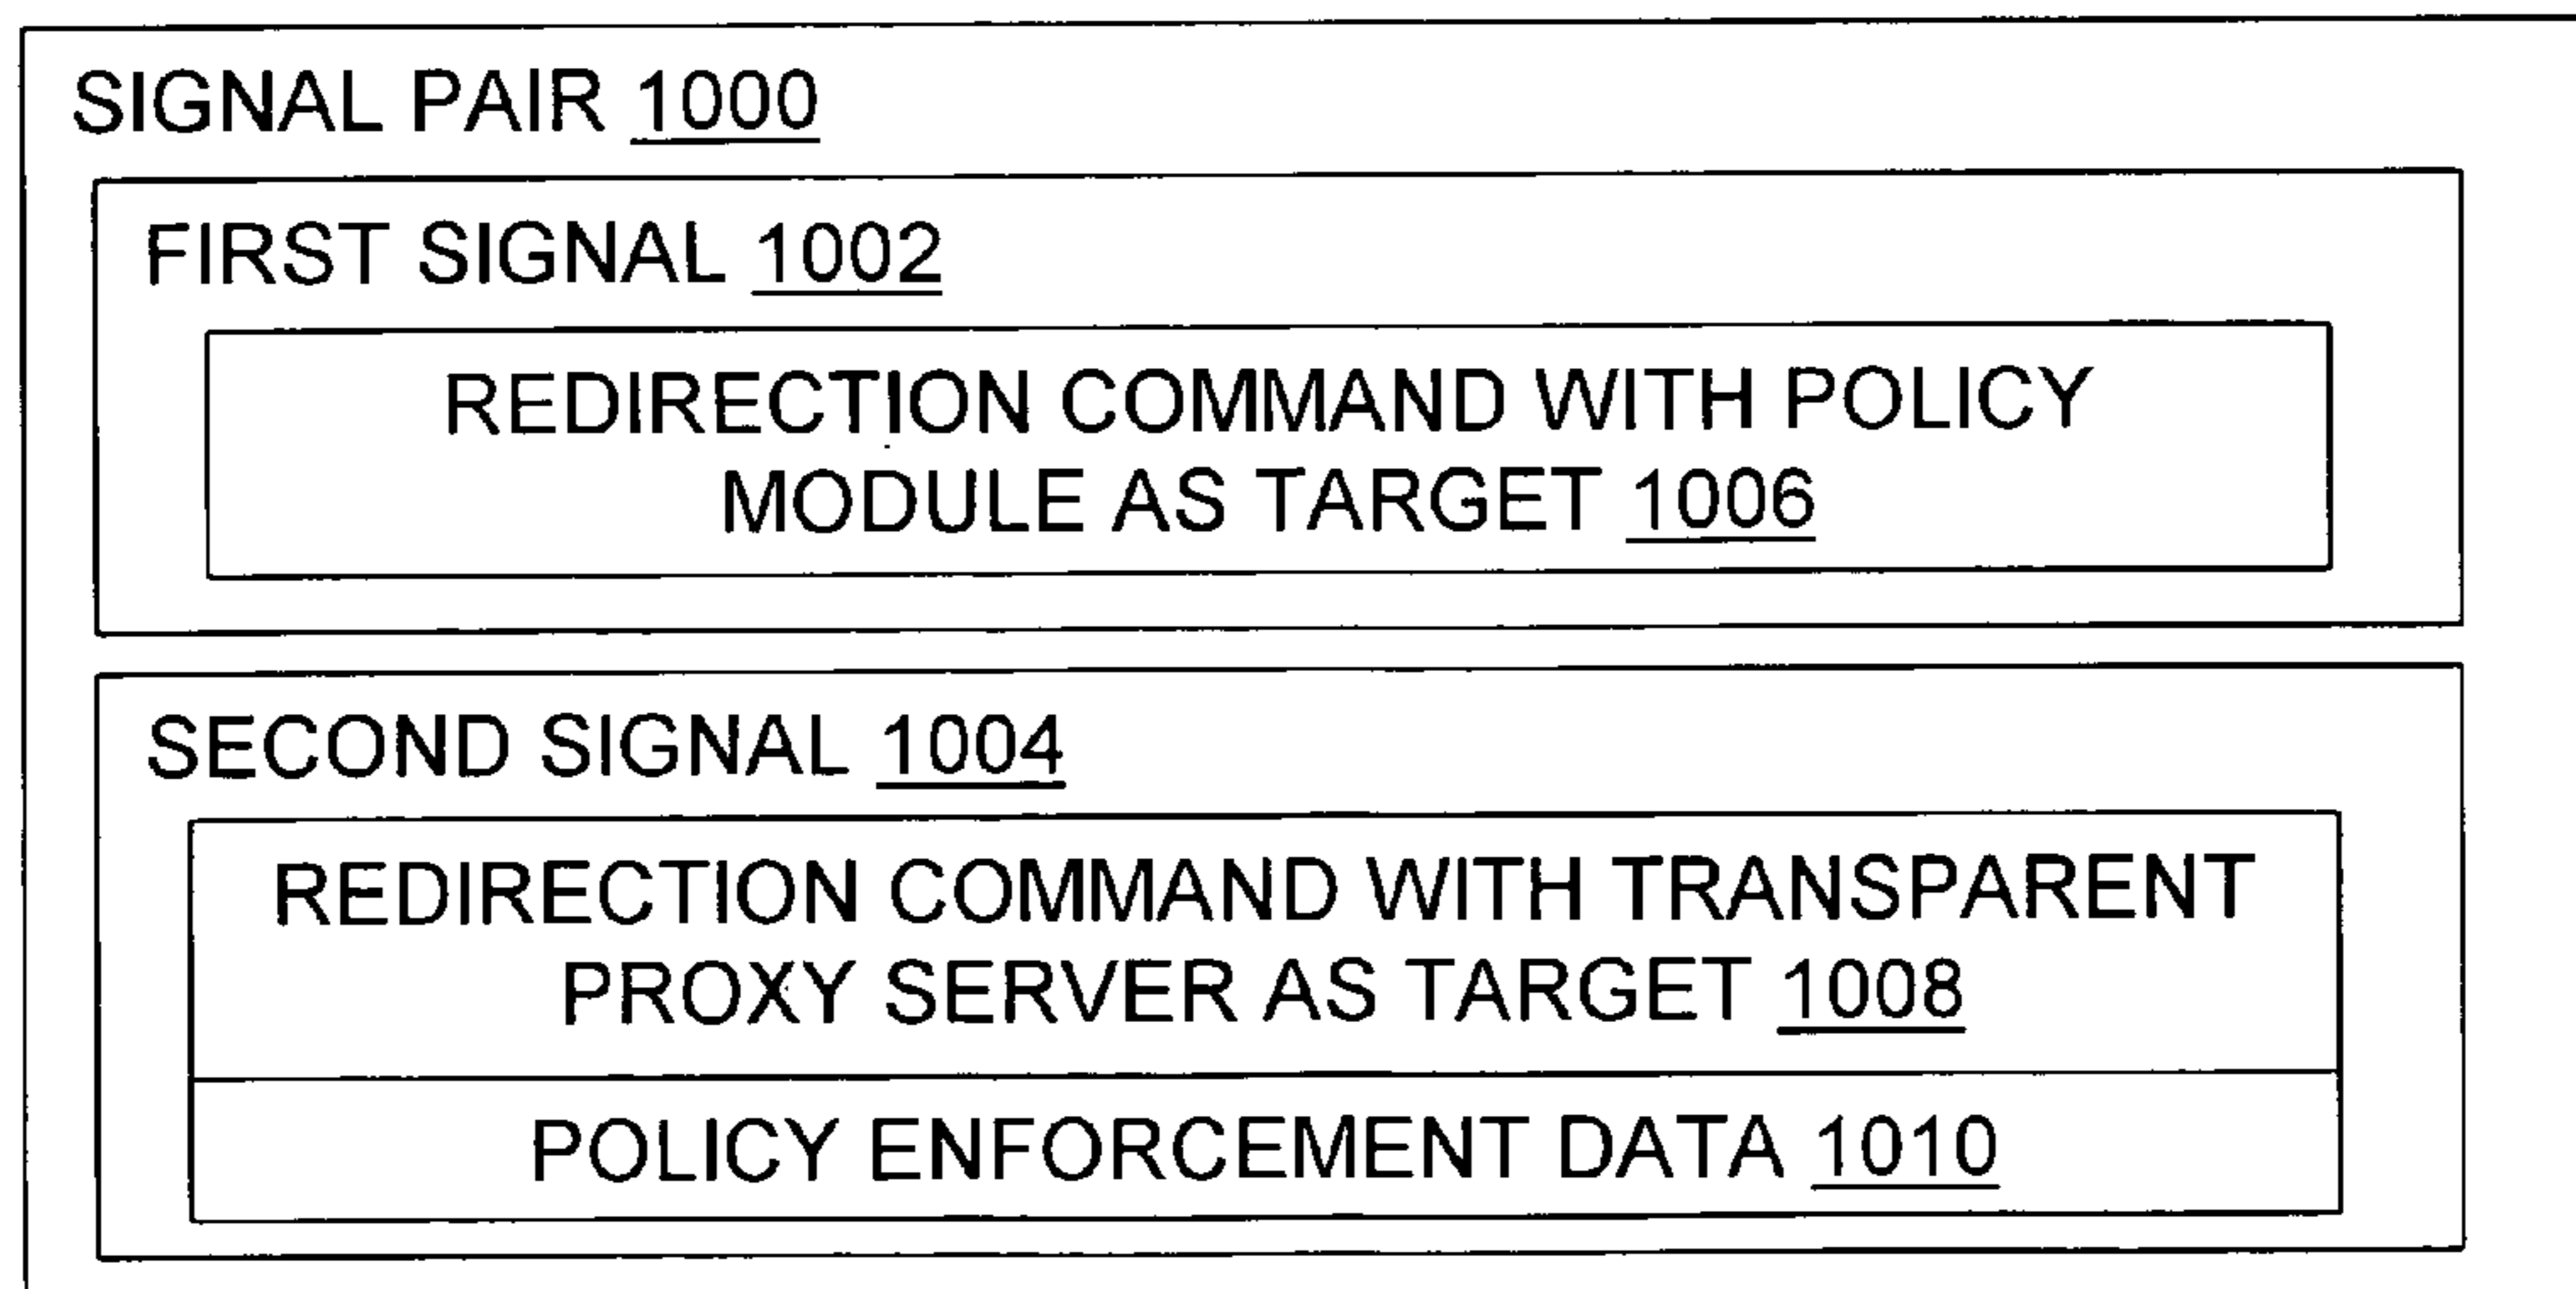 SIGNAL PAIR 1000
FIRST SIGNAL 1002
REDIRECTION COMMAND WITH POLICY
MODULE AS TARGET 1006
SECOND SIGNAL 1004
REDIRECTION COMMAND WITH TRANSPARENT
PROXY SERVER AS TARGET 1008
POLICY ENFORCEMENT DATA 1010